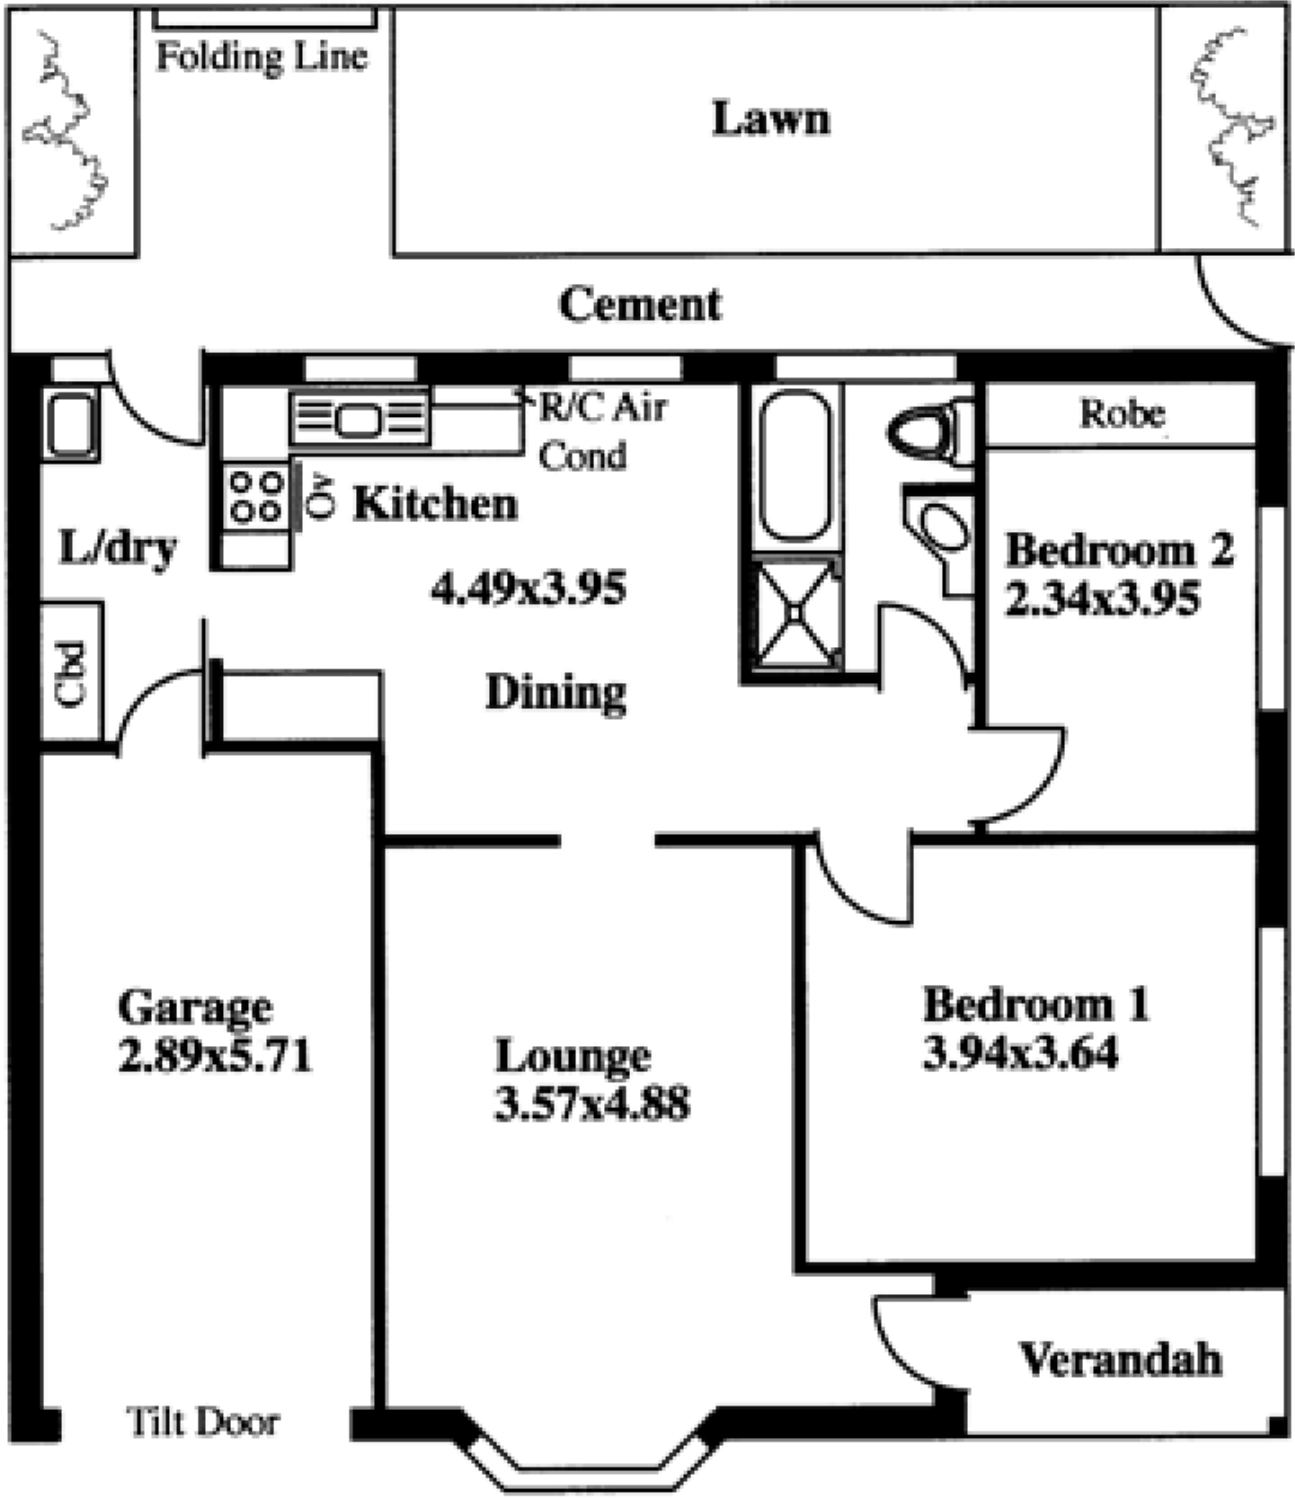 Folding Line
Lawn
Cement
R/C Air
Cond
Robe
Ov
Kitchen
L/dry
4.49x3.95
Bedroom 2
2.34x3.95
Cbd
Dining
Garage
2.89x5.71
Lounge
3.57x4.88
Bedroom 1
3.94x3.64
Verandah
Tilt Door